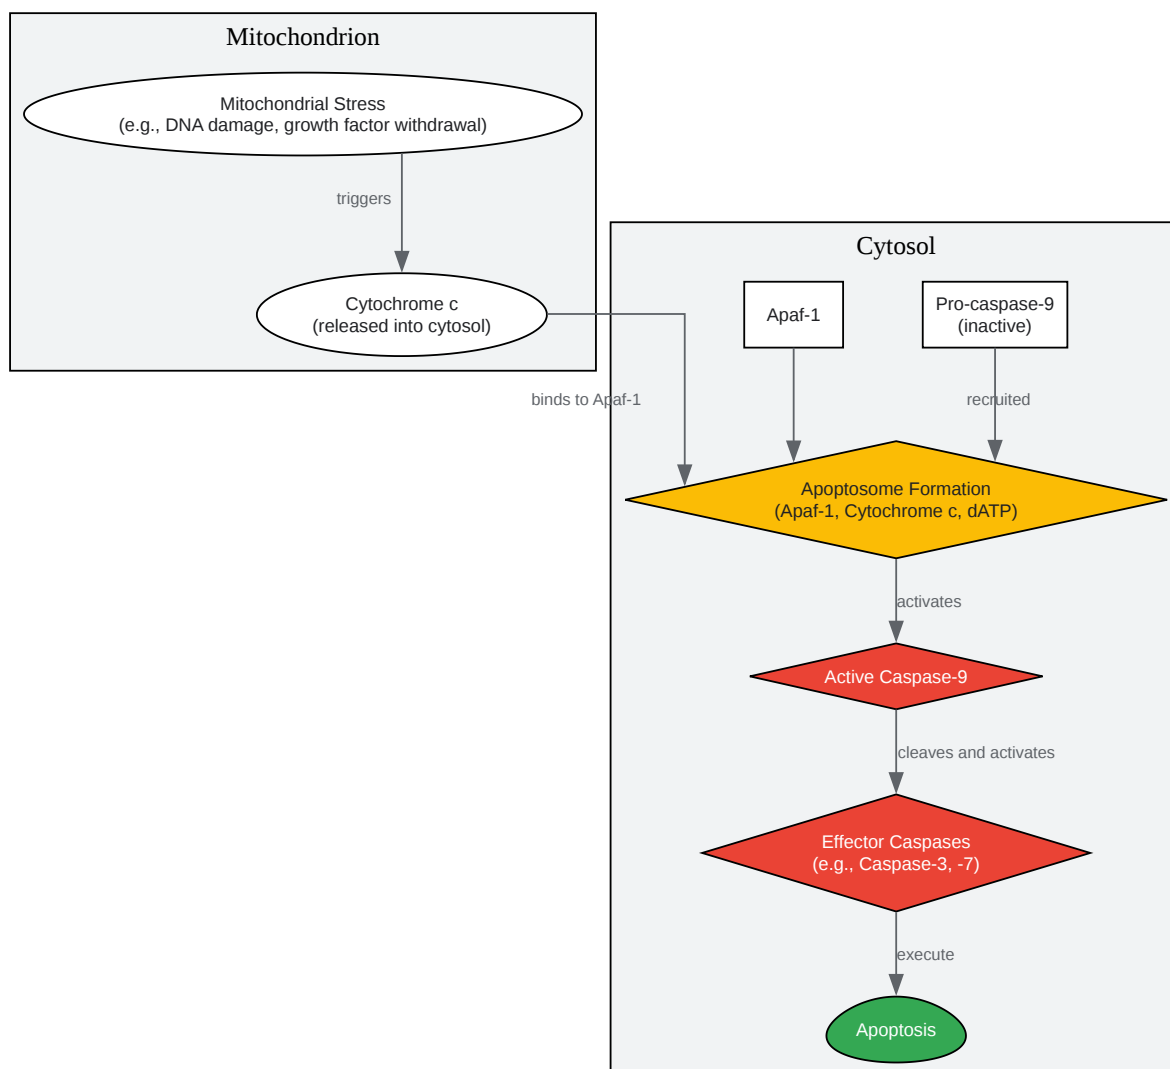 Mitochondrion
Mitochondrial Stress
(e.g., DNA damage, growth factor withdrawal)
triggers
Cytochrome c
(released into cytosol)
binds to Apaf-1
Cytosol
Apaf-1
Pro-caspase-9
(inactive)
recruited
Apoptosome Formation
(Apaf-1, Cytochrome c, dATP)
activates
Active Caspase-9
cleaves and activates
Effector Caspases
(e.g., Caspase-3, -7)
execute
Apoptosis